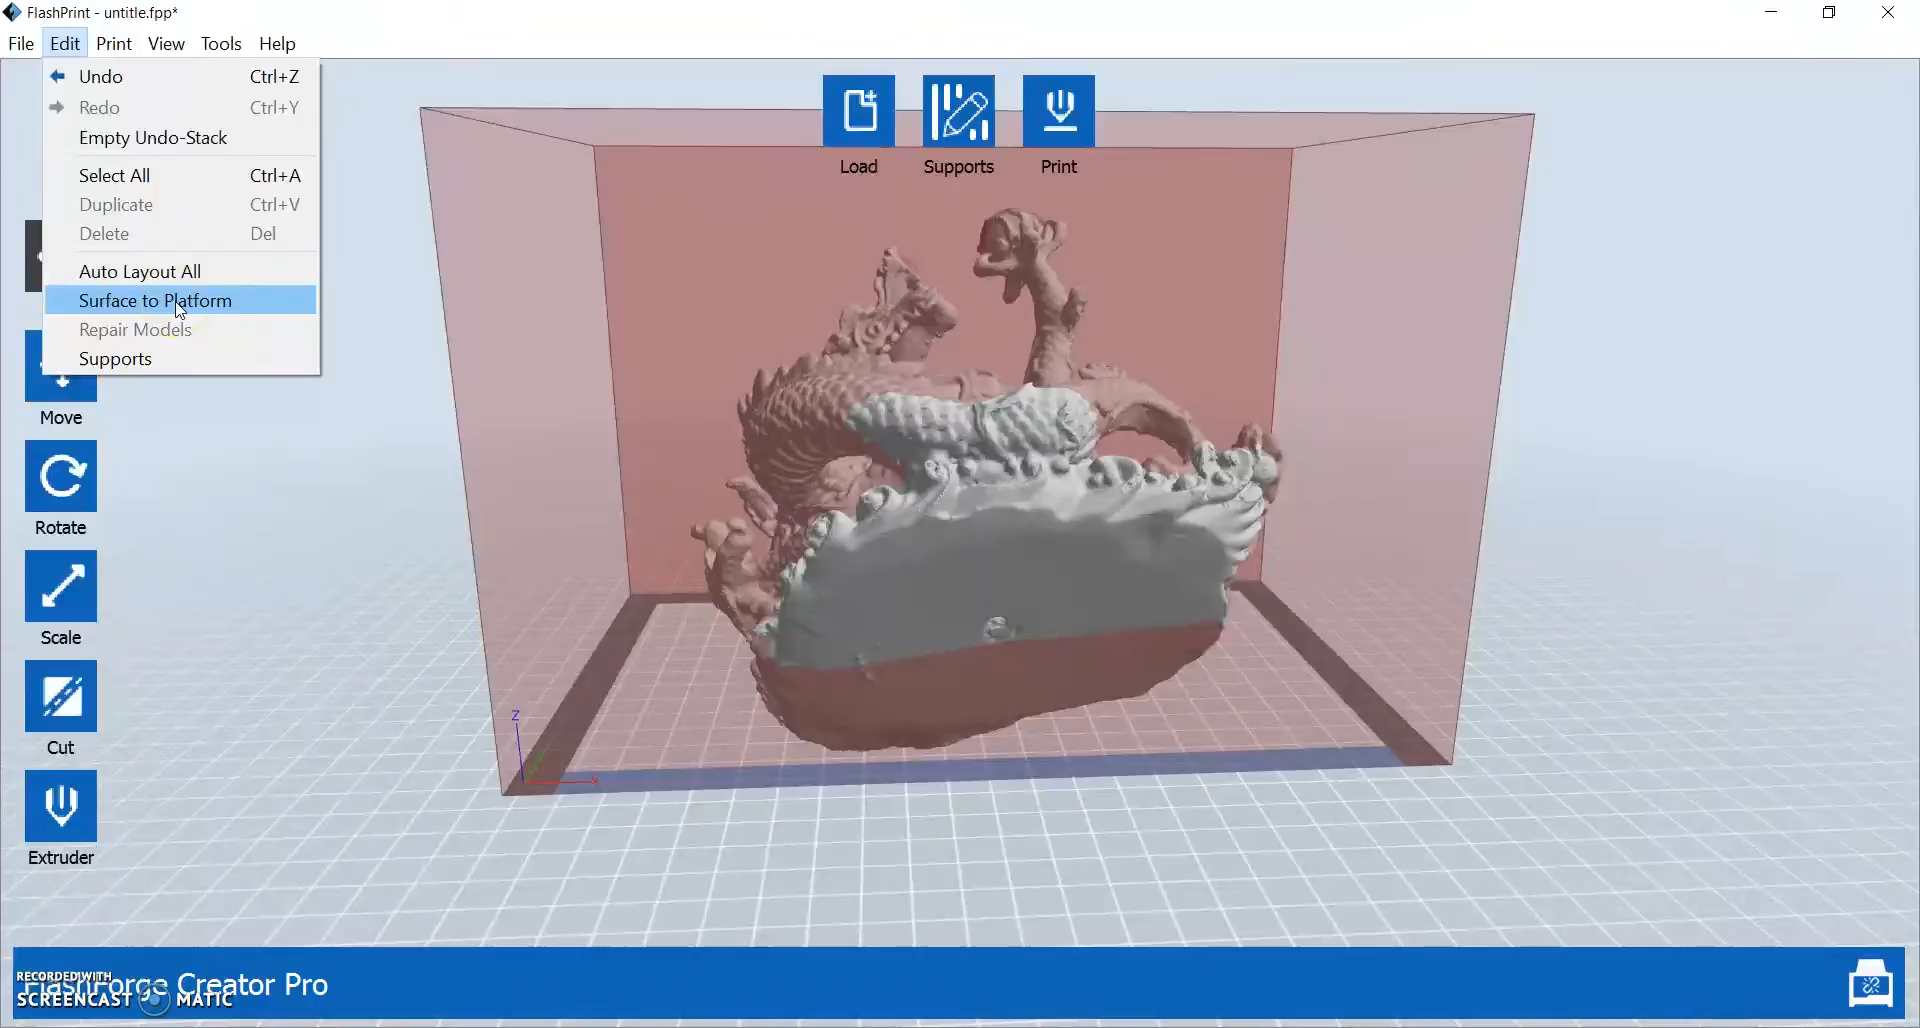 FlashPrint - untitle.fpp*
File Edit Print View Tools Help
Undo Ctrl+Z
Redo Ctrl+Y
Empty Undo-Stack
Select All Ctrl+A
Duplicate Ctrl+V
Delete Del
Auto Layout All
Surface to Platform
Repair Models
Supports
Load Supports Print
Move
Rotate
Scale
Cut
Extruder
Z
X
RECORDED WITH
FlashForge Creator Pro
SCREENCAST MATIC